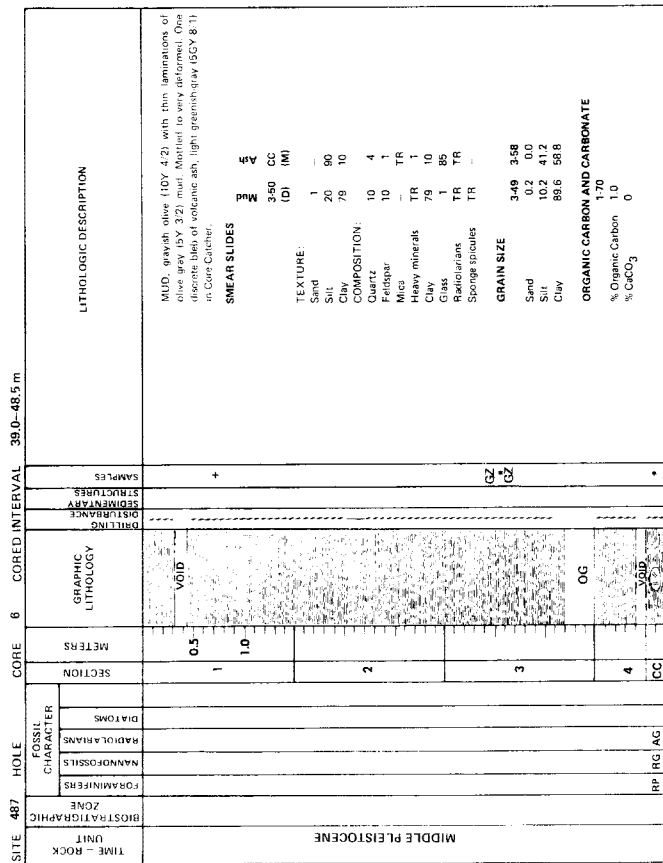 SITE 487 HOLE CORE 6 CORED INTERVAL 39.0–48.5 m
TIME – ROCK UNIT
BIOSTRATIGRAPHIC ZONE
FOSSIL CHARACTER
FORAMINIFERS
NANNOFOSSILS
RADIOLARIANS
DIATOMS
SECTION
METERS
GRAPHIC LITHOLOGY
DRILLING DISTURBANCE
SEDIMENTARY STRUCTURES
SAMPLES
LITHOLOGIC DESCRIPTION
MIDDLE PLEISTOCENE
RP RG AG
1
2
3
4
CC
0.5
1.0
VOID
OG
VOID
+
GZ
*
GZ
*
MUD, grayish olive (10Y 4/2) with thin laminations of
olive gray (5Y 3/2) mud. Mottled to very deformed. One
discrete bleb of volcanic ash, light greenish-gray (5GY 8/1)
in Core Catcher.
SMEAR SLIDES
Mud Ash
3-50 CC
(D) (M)
TEXTURE:
Sand 1 –
Silt 20 90
Clay 79 10
COMPOSITION:
Quartz 10 4
Feldspar 10 1
Mica – TR
Heavy minerals TR 1
Clay 79 10
Glass 1 85
Radiolarians TR TR
Sponge spicules TR –
GRAIN SIZE
3-49 3-58
Sand 0.2 0.0
Silt 10.2 41.2
Clay 89.6 58.8
ORGANIC CARBON AND CARBONATE
1-70
% Organic Carbon 1.0
% CaCO3 0